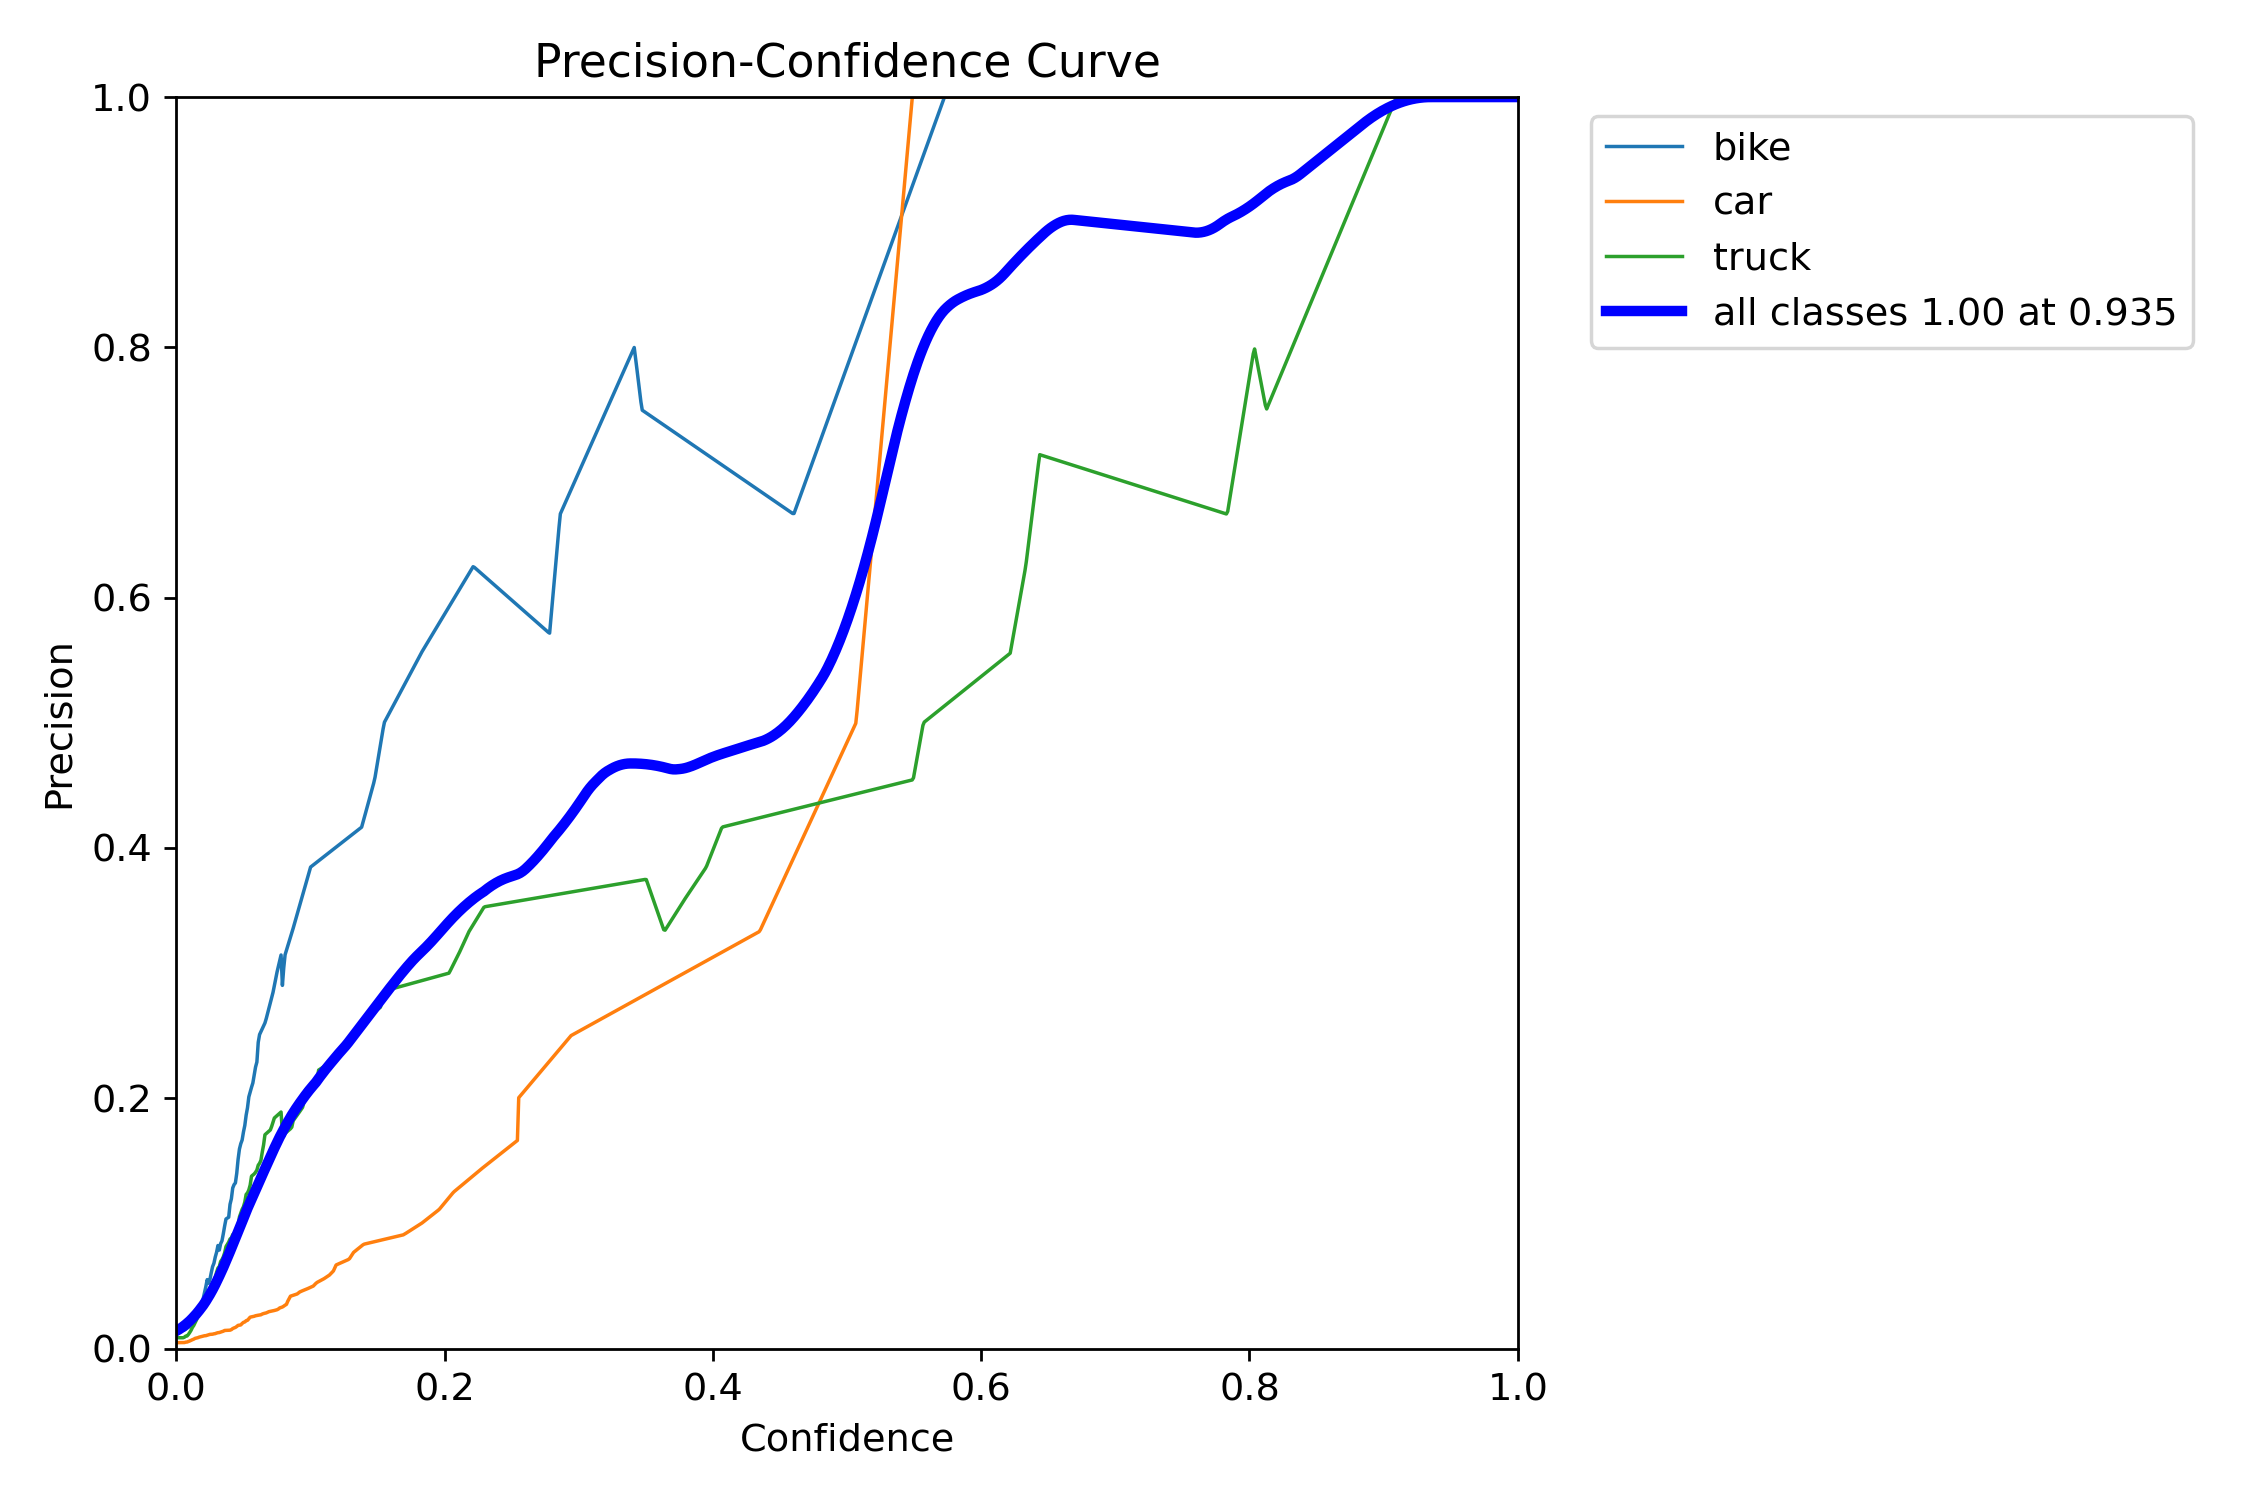 Precision-Confidence Curve
1.0
0.8
0.6
0.4
0.2
0.0
Precision
0.0 0.2 0.4 0.6 0.8 1.0
Confidence
bike
car
truck
all classes 1.00 at 0.935